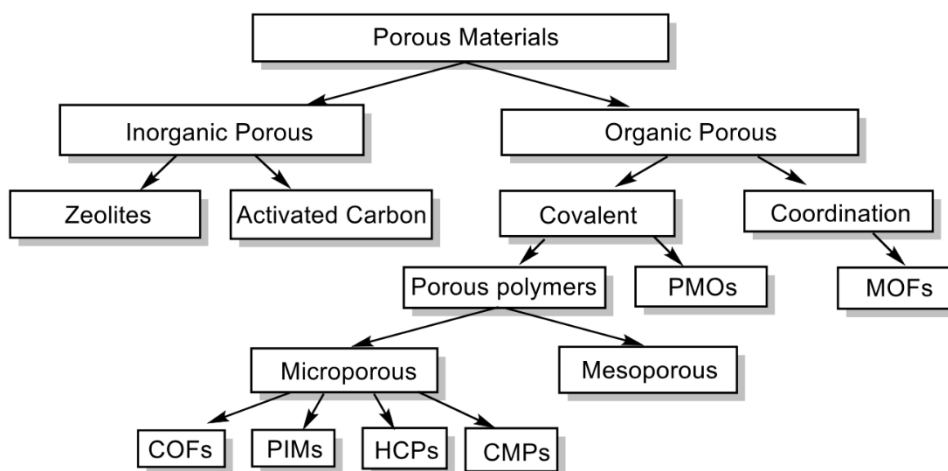 Porous Materials
Inorganic Porous
Organic Porous
Zeolites
Activated Carbon
Covalent
Coordination
Porous polymers
PMOs
MOFs
Microporous
Mesoporous
COFs
PIMs
HCPs
CMPs